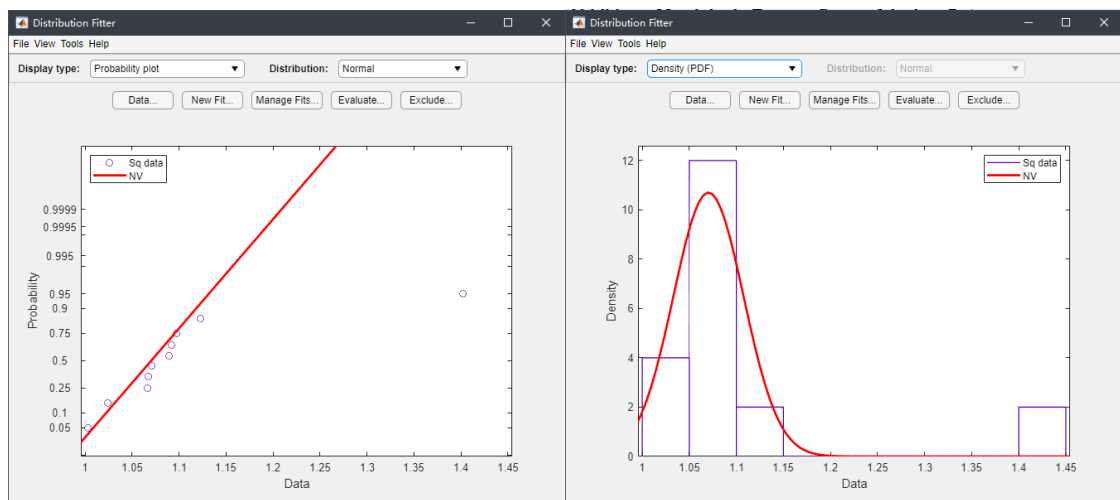 Distribution Fitter
File View Tools Help
Display type: Probability plot Distribution: Normal
Data... New Fit... Manage Fits... Evaluate... Exclude...
Sq data
NV
0.9999
0.9995
0.995
0.95
0.9
0.75
0.5
0.25
0.1
0.05
Probability
1 1.05 1.1 1.15 1.2 1.25 1.3 1.35 1.4 1.45
Data
Distribution Fitter
File View Tools Help
Display type: Density (PDF) Distribution: Normal
Data... New Fit... Manage Fits... Evaluate... Exclude...
Sq data
NV
12
10
8
6
4
2
0
Density
1 1.05 1.1 1.15 1.2 1.25 1.3 1.35 1.4 1.45
Data